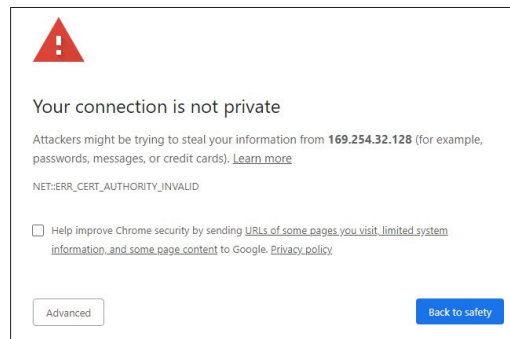 Your connection is not private
Attackers might be trying to steal your information from 169.254.32.128 (for example,
passwords, messages, or credit cards). Learn more
NET::ERR_CERT_AUTHORITY_INVALID
Help improve Chrome security by sending URLs of some pages you visit, limited system
information, and some page content to Google. Privacy policy
Advanced
Back to safety